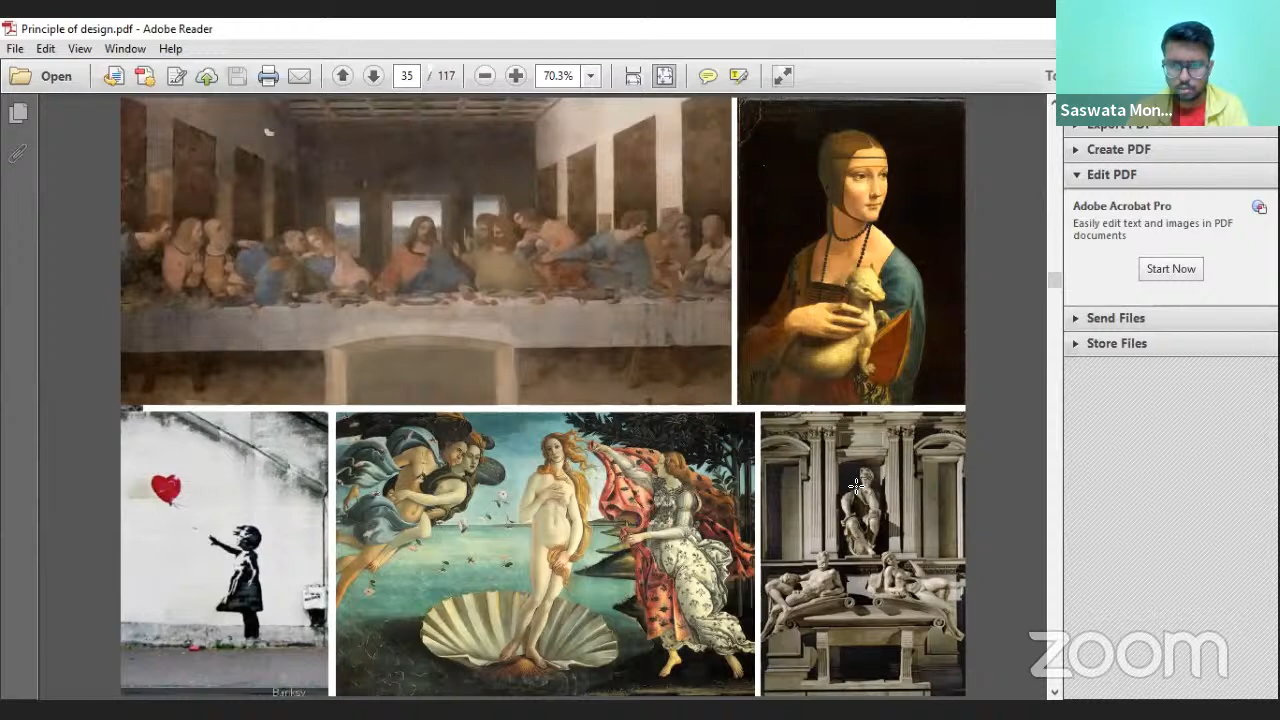 Principle of design.pdf - Adobe Reader
File Edit View Window Help
Open 35 / 117 70.3%
Saswata Mon...
Create PDF
Edit PDF
Adobe Acrobat Pro
Easily edit text and images in PDF
documents
Start Now
Send Files
Store Files
Banksy
zoom